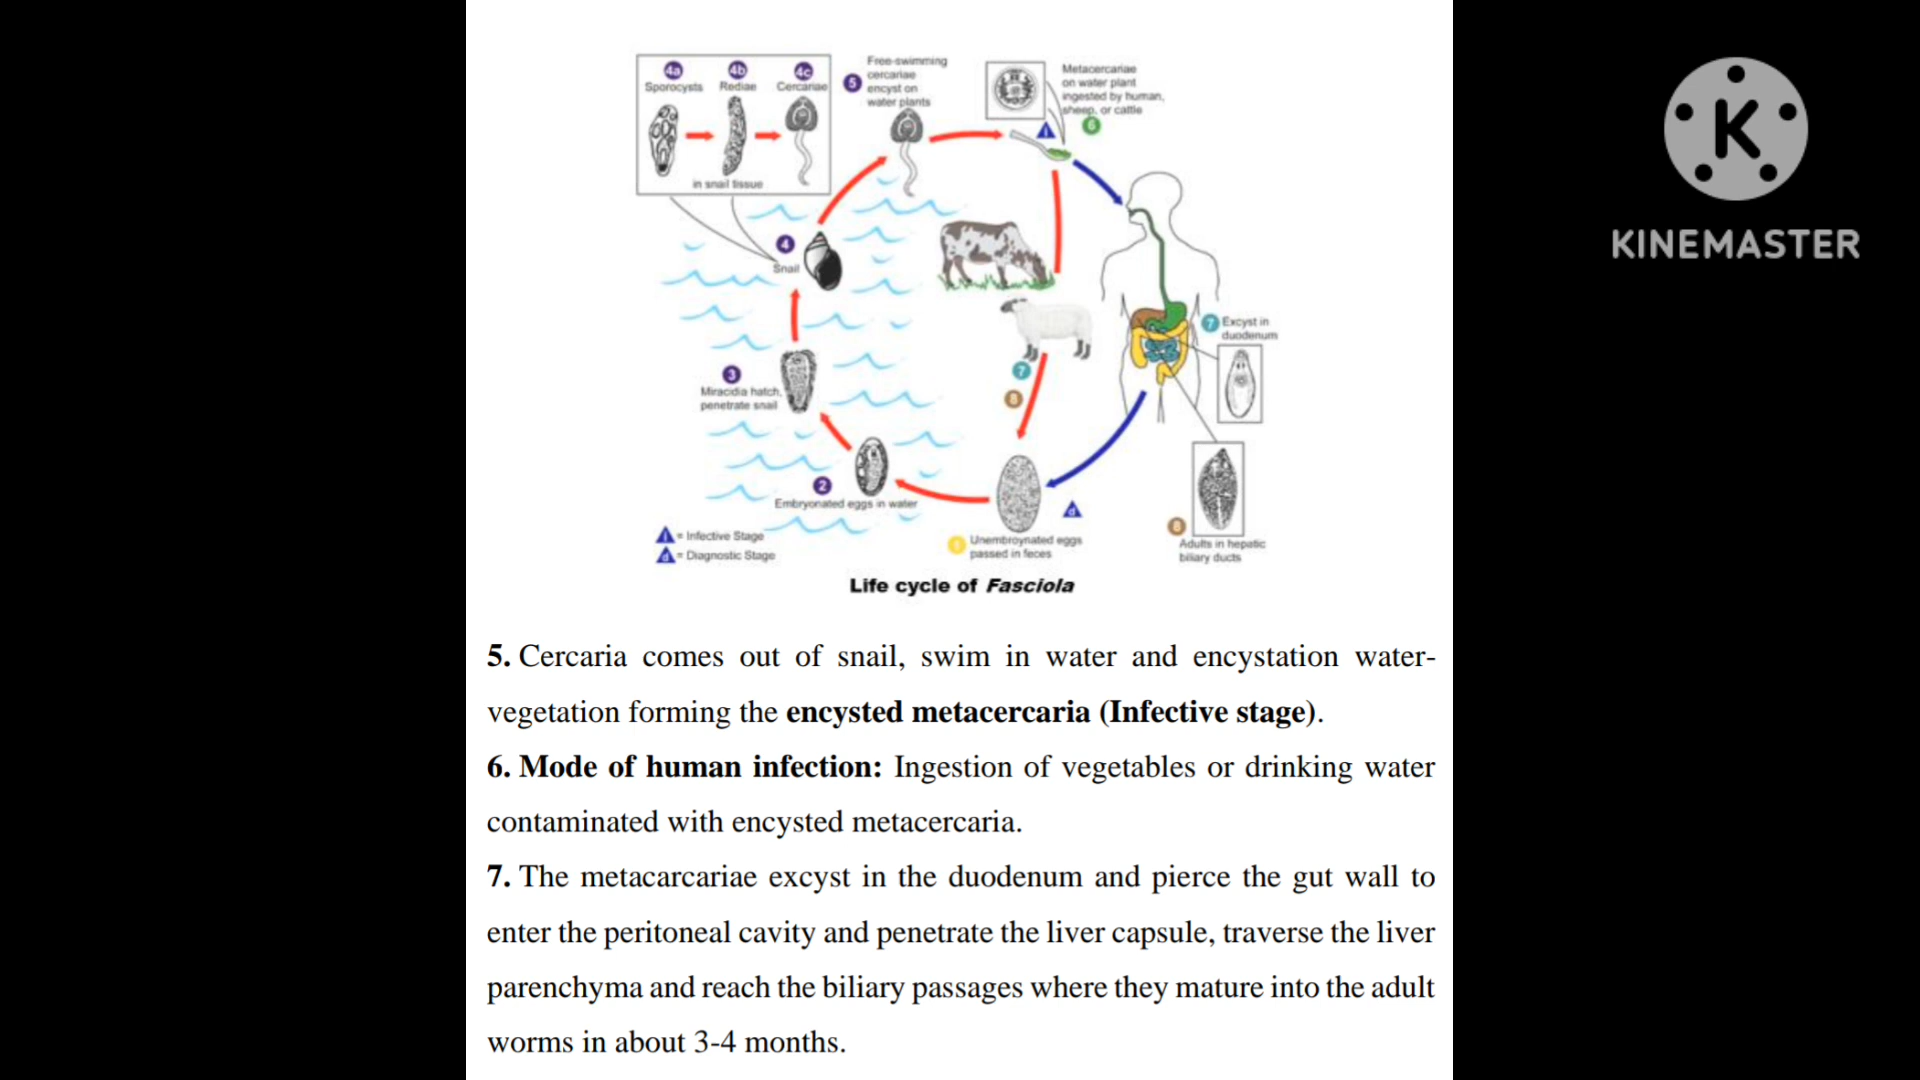 4a
4b
4c
Sporocysts
Rediae
Cercariae
in snail tissue
5
Free-swimming
cercariae
encyst on
water plants
Metacercariae
on water plant
ingested by human,
sheep, or cattle
i
6
4
Snail
3
Miracidia hatch,
penetrate snail
7
Excyst in
duodenum
7
8
2
Embryonated eggs in water
d
Unembroynated eggs
passed in feces
8
Adults in hepatic
biliary ducts
i = Infective Stage
d = Diagnostic Stage
Life cycle of Fasciola
5. Cercaria comes out of snail, swim in water and encystation water-
vegetation forming the encysted metacercaria (Infective stage).
6. Mode of human infection: Ingestion of vegetables or drinking water
contaminated with encysted metacercaria.
7. The metacarcariae excyst in the duodenum and pierce the gut wall to
enter the peritoneal cavity and penetrate the liver capsule, traverse the liver
parenchyma and reach the biliary passages where they mature into the adult
worms in about 3-4 months.
K
KINEMASTER